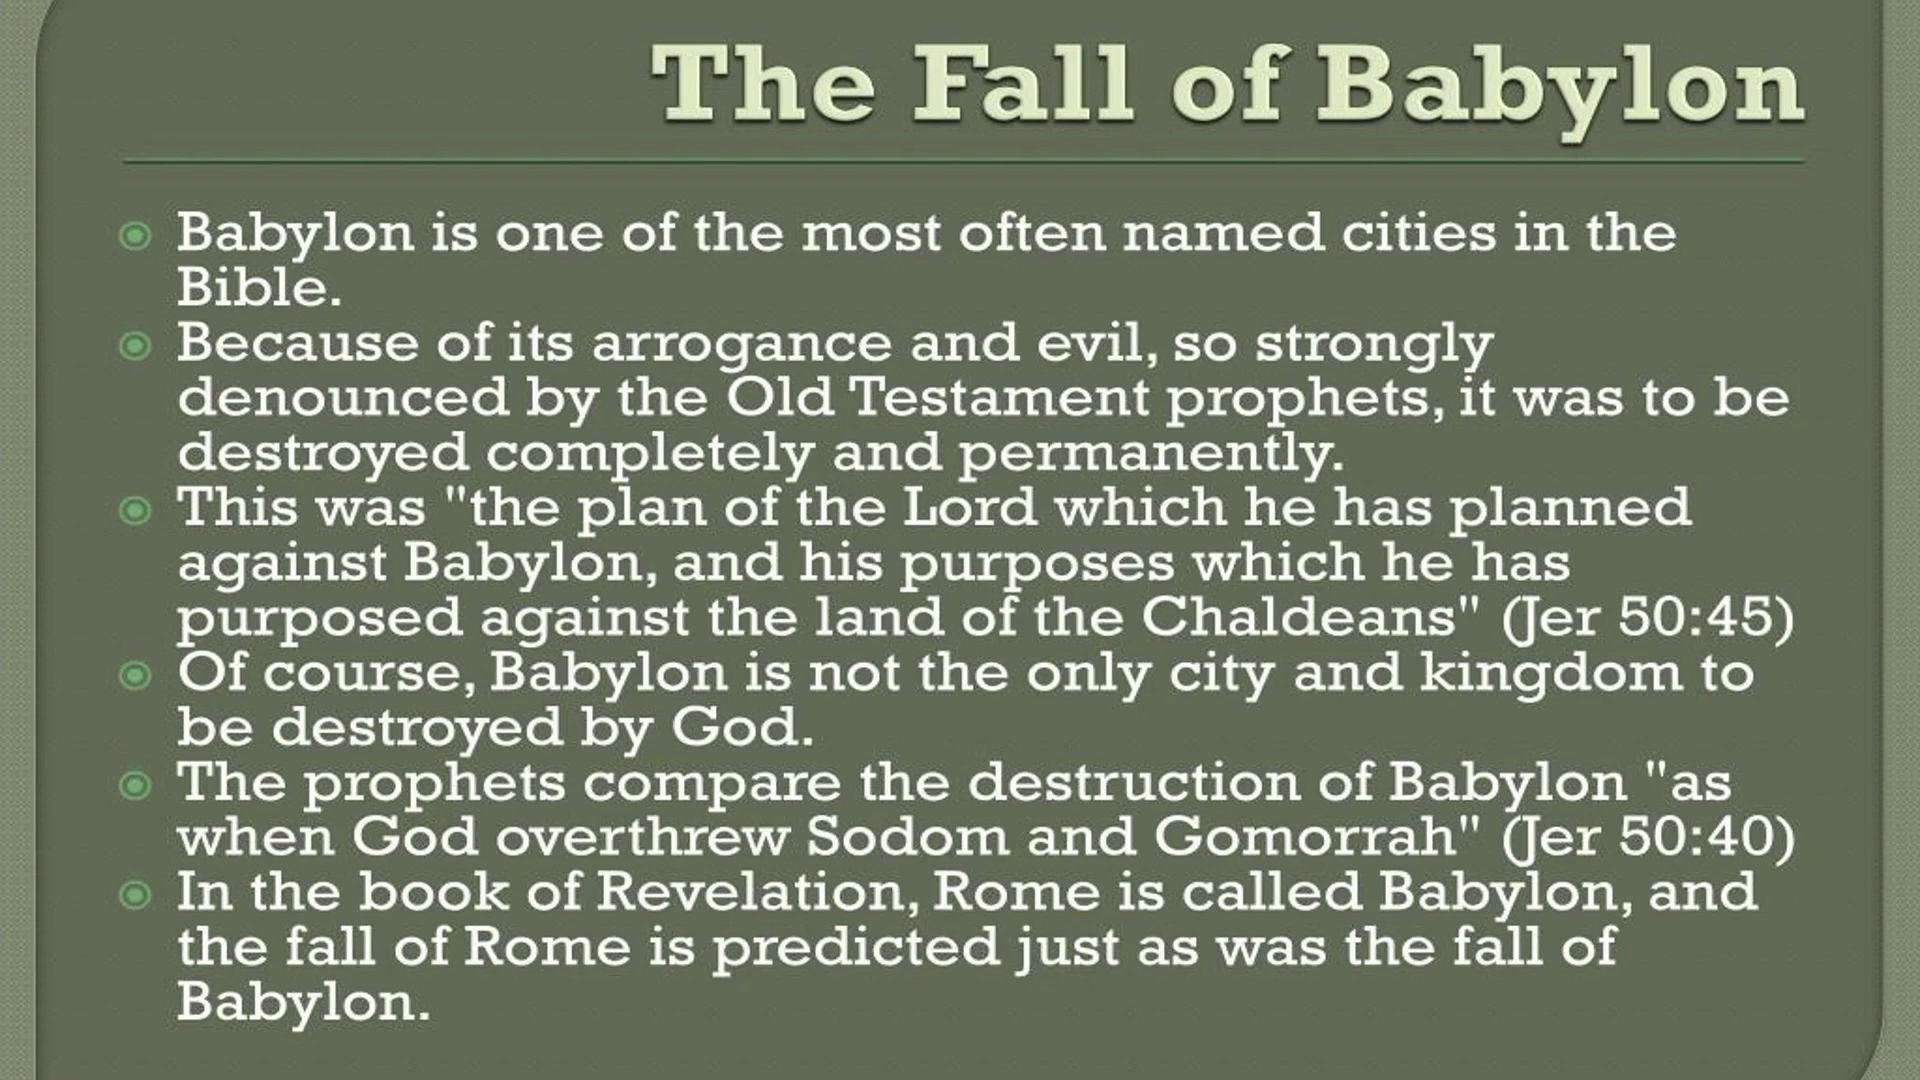 The Fall of Babylon
Babylon is one of the most often named cities in the
Bible.
Because of its arrogance and evil, so strongly
denounced by the Old Testament prophets, it was to be
destroyed completely and permanently.
This was "the plan of the Lord which he has planned
against Babylon, and his purposes which he has
purposed against the land of the Chaldeans" (Jer 50:45)
Of course, Babylon is not the only city and kingdom to
be destroyed by God.
The prophets compare the destruction of Babylon "as
when God overthrew Sodom and Gomorrah" (Jer 50:40)
In the book of Revelation, Rome is called Babylon, and
the fall of Rome is predicted just as was the fall of
Babylon.